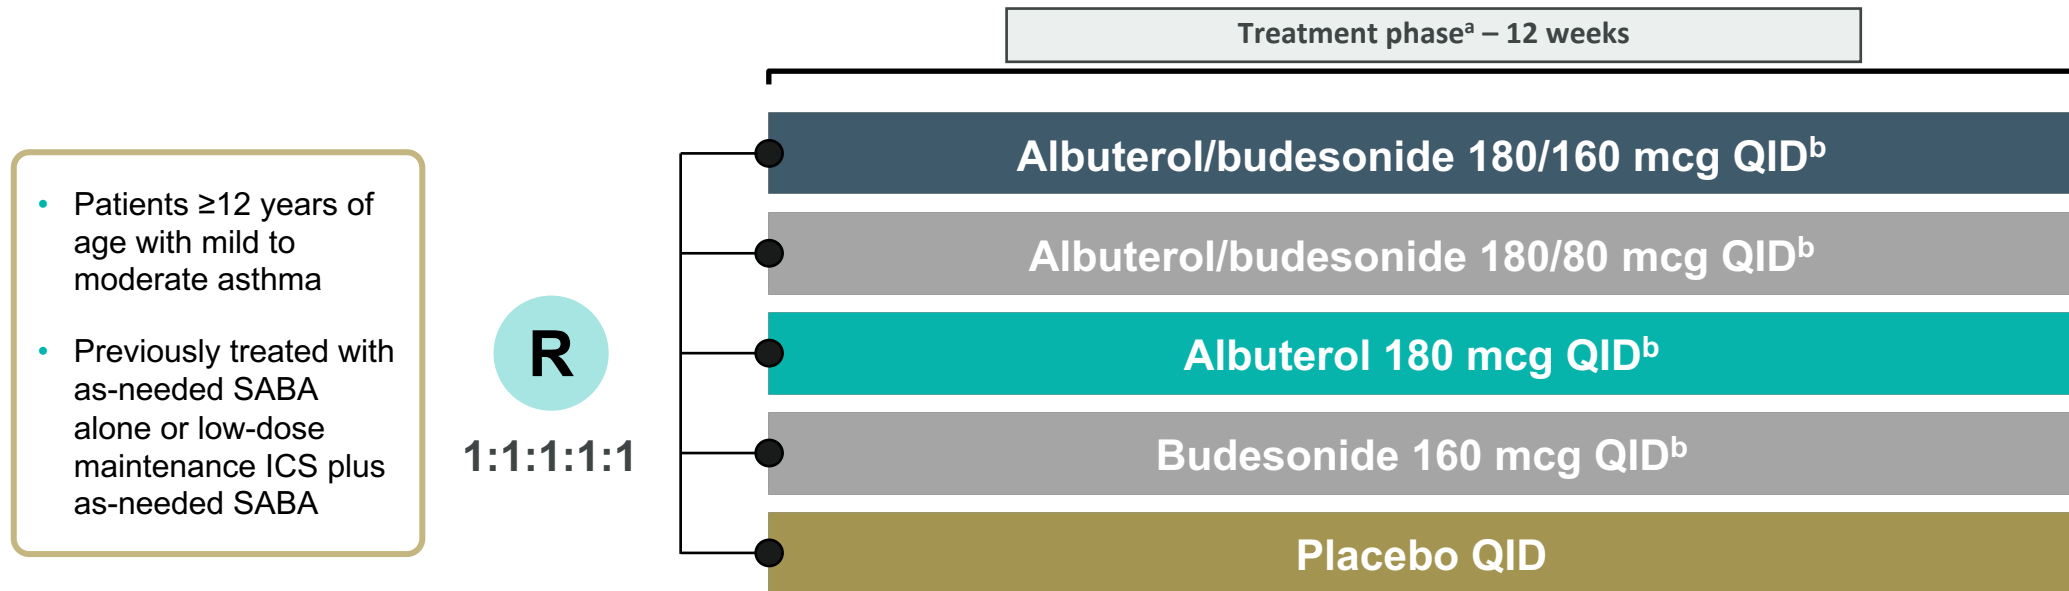 Treatment phaseᵃ – 12 weeks
• Patients ≥12 years of
age with mild to
moderate asthma
• Previously treated with
as-needed SABA
alone or low-dose
maintenance ICS plus
as-needed SABA
R
1:1:1:1:1
Albuterol/budesonide 180/160 mcg QIDᵇ
Albuterol/budesonide 180/80 mcg QIDᵇ
Albuterol 180 mcg QIDᵇ
Budesonide 160 mcg QIDᵇ
Placebo QID